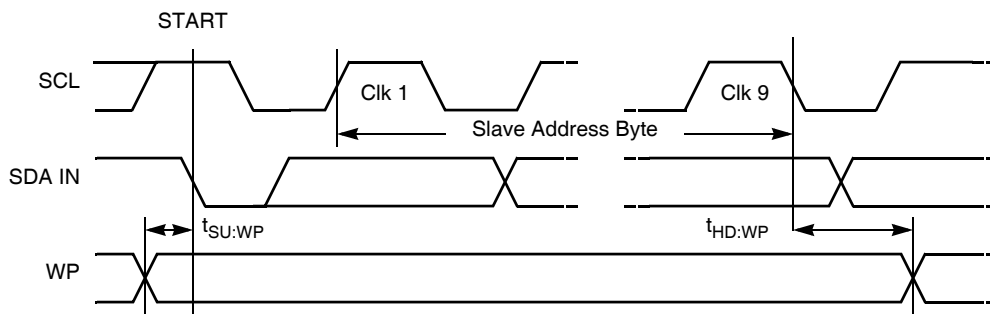 START
SCL
Clk 1
Clk 9
Slave Address Byte
SDA IN
tSU:WP
tHD:WP
WP